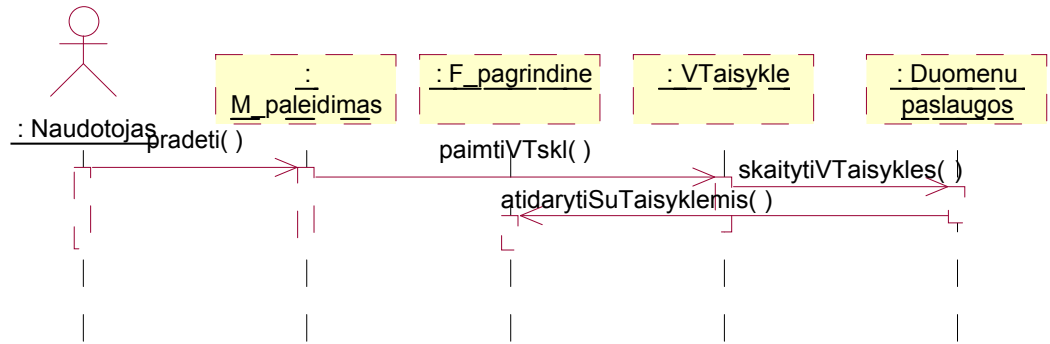 :
M_paleidimas
: F_pagrindine
: VTaisykle
: Duomenu
paslaugos
: Naudotojas
pradeti( )
paimtiVTskl( )
skaitytiVTaisykles( )
atidarytiSuTaisyklemis( )